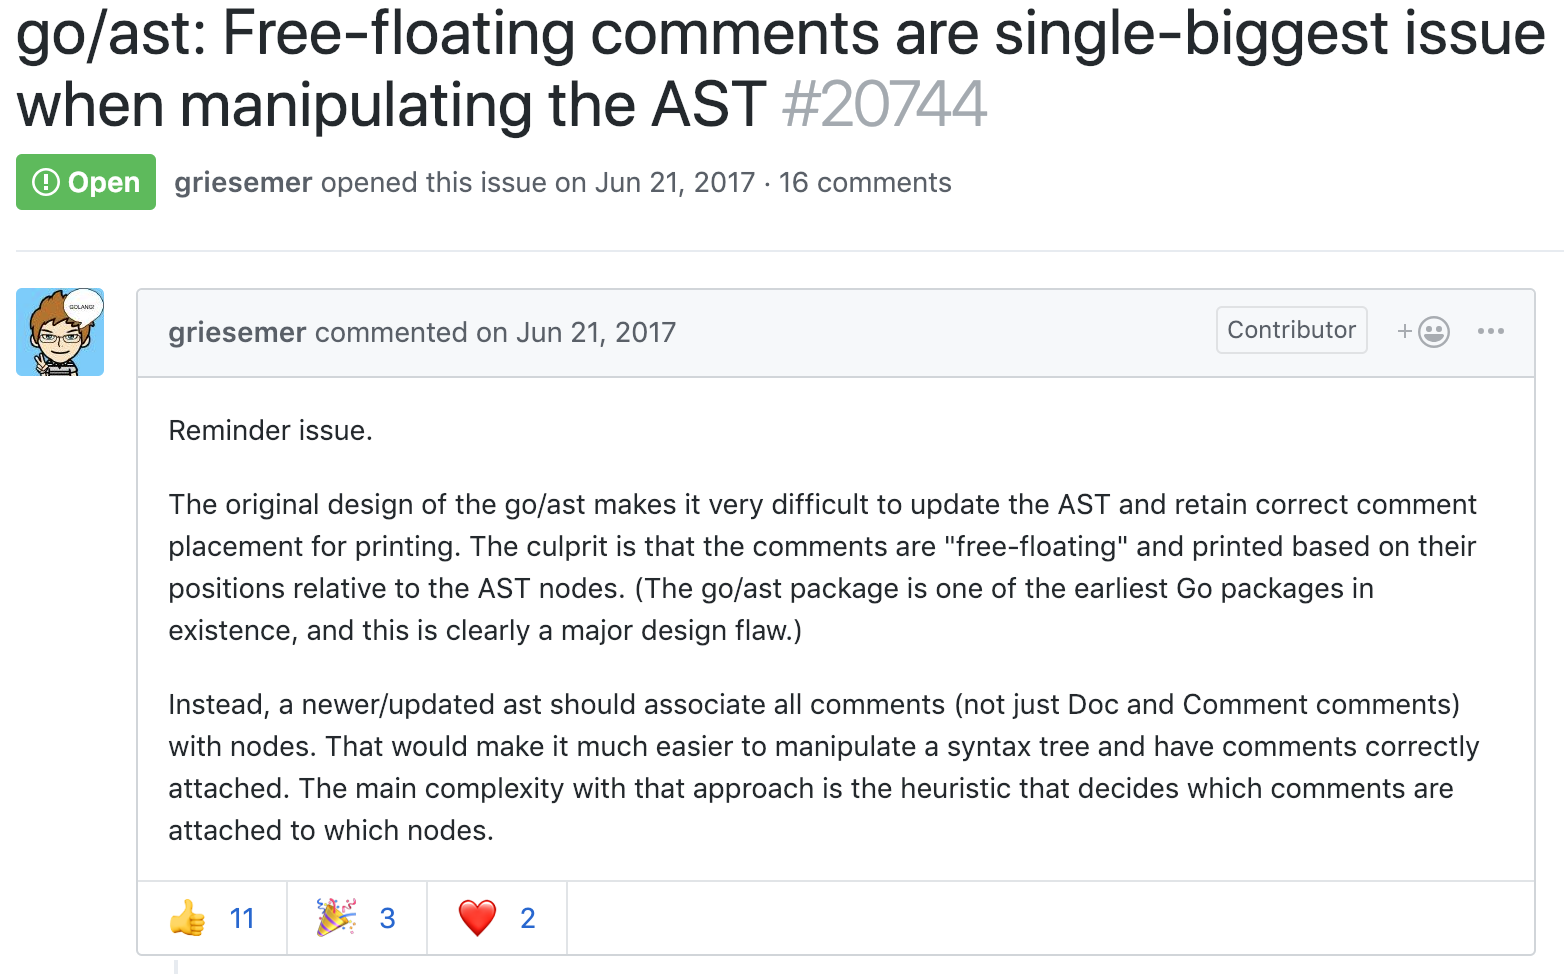 go/ast: Free-floating comments are single-biggest issue
when manipulating the AST #20744
Open griesemer opened this issue on Jun 21, 2017 · 16 comments
GOLANG!
griesemer commented on Jun 21, 2017 Contributor
Reminder issue.
The original design of the go/ast makes it very difficult to update the AST and retain correct comment
placement for printing. The culprit is that the comments are "free-floating" and printed based on their
positions relative to the AST nodes. (The go/ast package is one of the earliest Go packages in
existence, and this is clearly a major design flaw.)
Instead, a newer/updated ast should associate all comments (not just Doc and Comment comments)
with nodes. That would make it much easier to manipulate a syntax tree and have comments correctly
attached. The main complexity with that approach is the heuristic that decides which comments are
attached to which nodes.
11 3 2